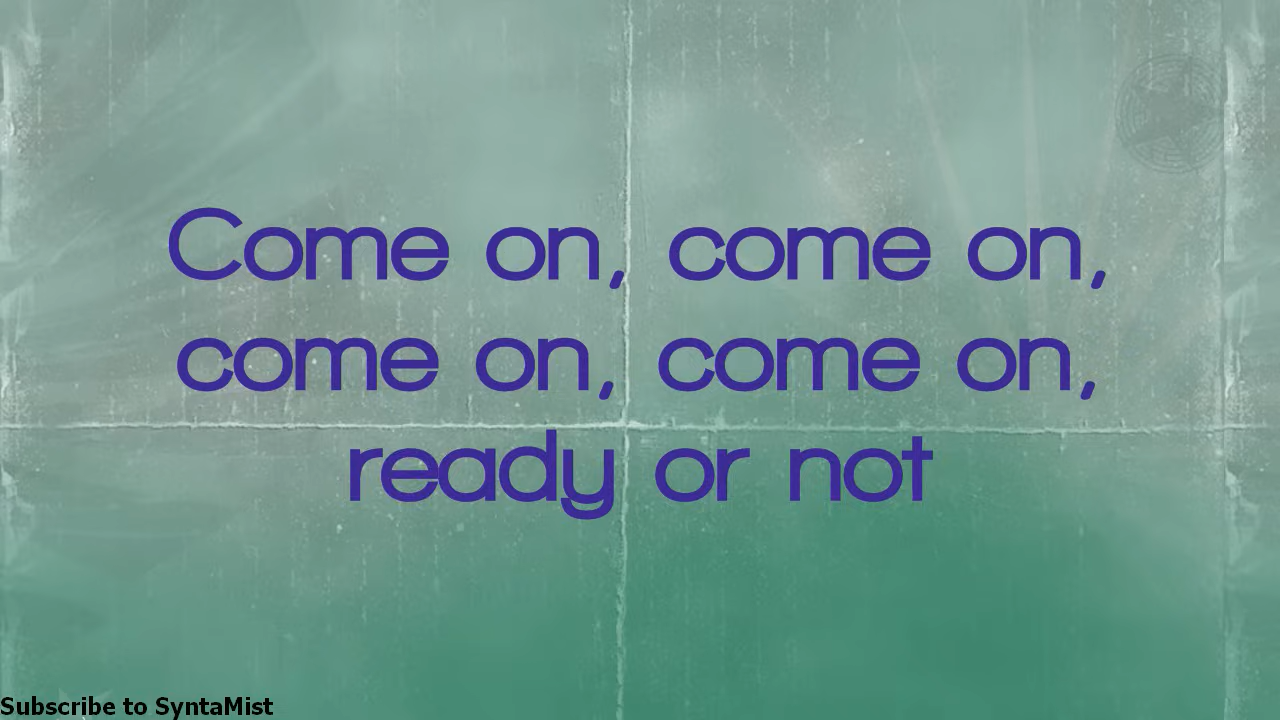 Come on, come on,
come on, come on,
ready or not
Subscribe to SyntaMist